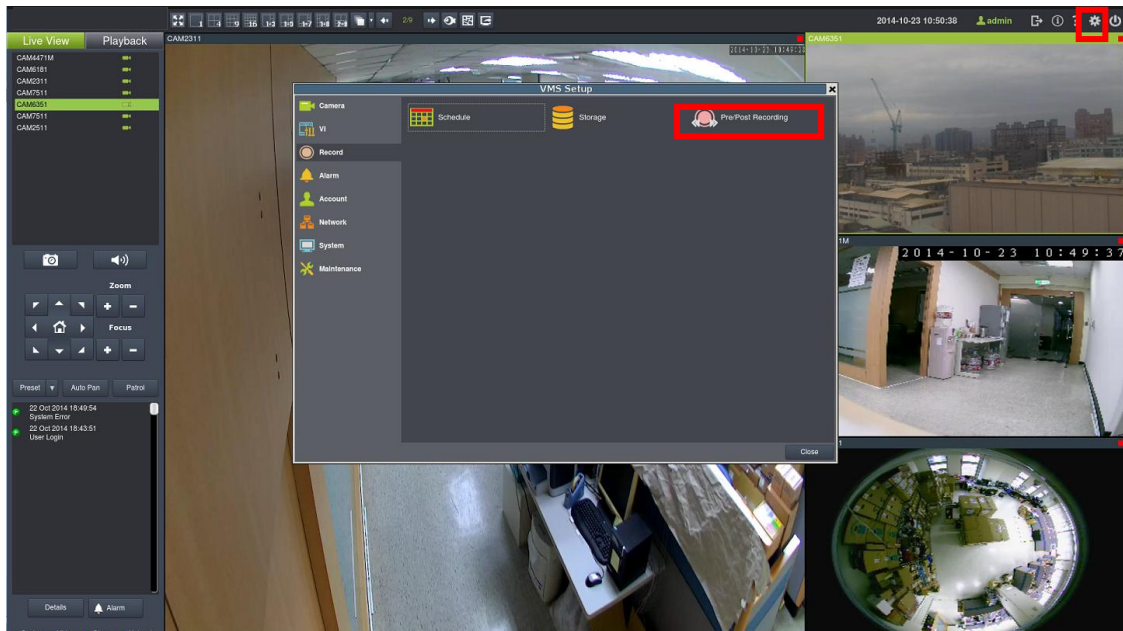 2/9
2014-10-23 10:50:38
admin
Live View
Playback
CAM4471M
CAM6181
CAM2311
CAM7511
CAM6351
CAM7511
CAM2511
Zoom
Focus
Preset
Auto Pan
Patrol
22 Oct 2014 18:49:54
System Error
22 Oct 2014 18:43:51
User Login
Details
Alarm
CAM2311
CAM6351
VMS Setup
Camera
VI
Record
Alarm
Account
Network
System
Maintenance
Schedule
Storage
Pre/Post Recording
Close
1M
2014-10-23 10:49:37
1